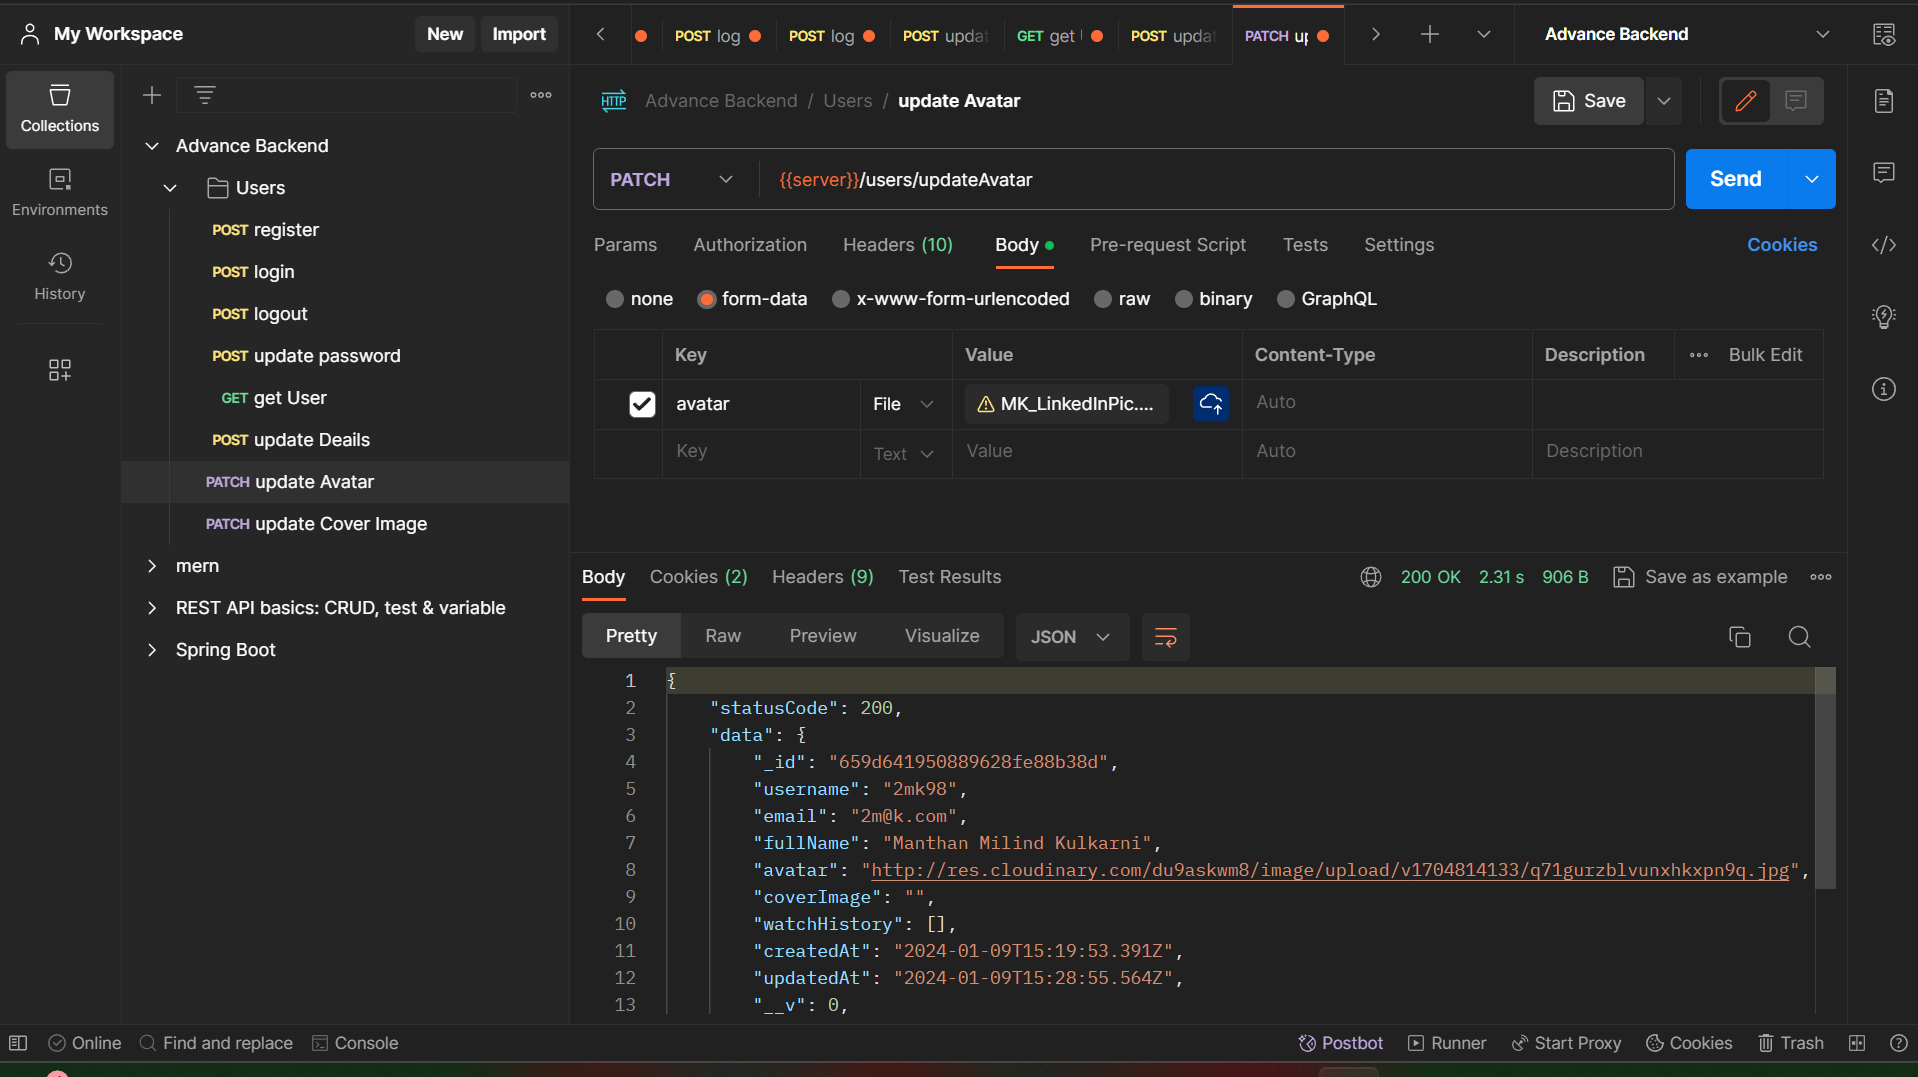 My Workspace
New
Import
POST log
POST log
POST updat
GET get
POST updat
PATCH up
Advance Backend
Collections
Environments
History
Advance Backend
Users
POST register
POST login
POST logout
POST update password
GET get User
POST update Deails
PATCH update Avatar
PATCH update Cover Image
mern
REST API basics: CRUD, test & variable
Spring Boot
HTTP Advance Backend / Users / update Avatar
Save
PATCH {{server}}/users/updateAvatar
Send
Params Authorization Headers (10) Body Pre-request Script Tests Settings Cookies
none form-data x-www-form-urlencoded raw binary GraphQL
Key Value Content-Type Description Bulk Edit
avatar File MK_LinkedInPic.... Auto
Key Text Value Auto Description
Body Cookies (2) Headers (9) Test Results 200 OK 2.31 s 906 B Save as example
Pretty Raw Preview Visualize JSON
1 {
2 "statusCode": 200,
3 "data": {
4 "_id": "659d641950889628fe88b38d",
5 "username": "2mk98",
6 "email": "2m@k.com",
7 "fullName": "Manthan Milind Kulkarni",
8 "avatar": "http://res.cloudinary.com/du9askwm8/image/upload/v1704814133/q71gurzblvunxhkxpn9q.jpg",
9 "coverImage": "",
10 "watchHistory": [],
11 "createdAt": "2024-01-09T15:19:53.391Z",
12 "updatedAt": "2024-01-09T15:28:55.564Z",
13 "__v": 0,
Online Find and replace Console Postbot Runner Start Proxy Cookies Trash